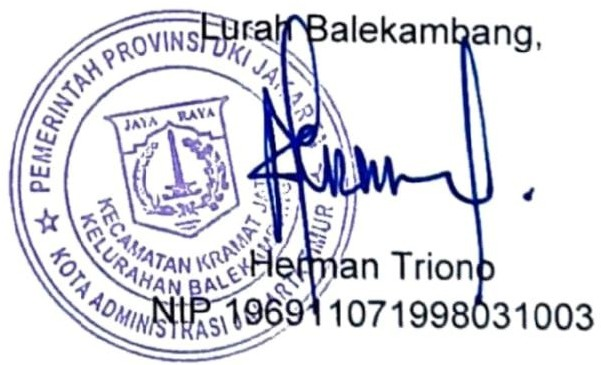 Lurah Balekambang,
PEMERINTAH PROVINSI DKI JAKARTA
JAYA RAYA
KECAMATAN KRAMAT JATI
KELURAHAN BALEKAMBANG
KOTA ADMINISTRASI JAKARTA TIMUR
Herman Triono
NIP 196911071998031003